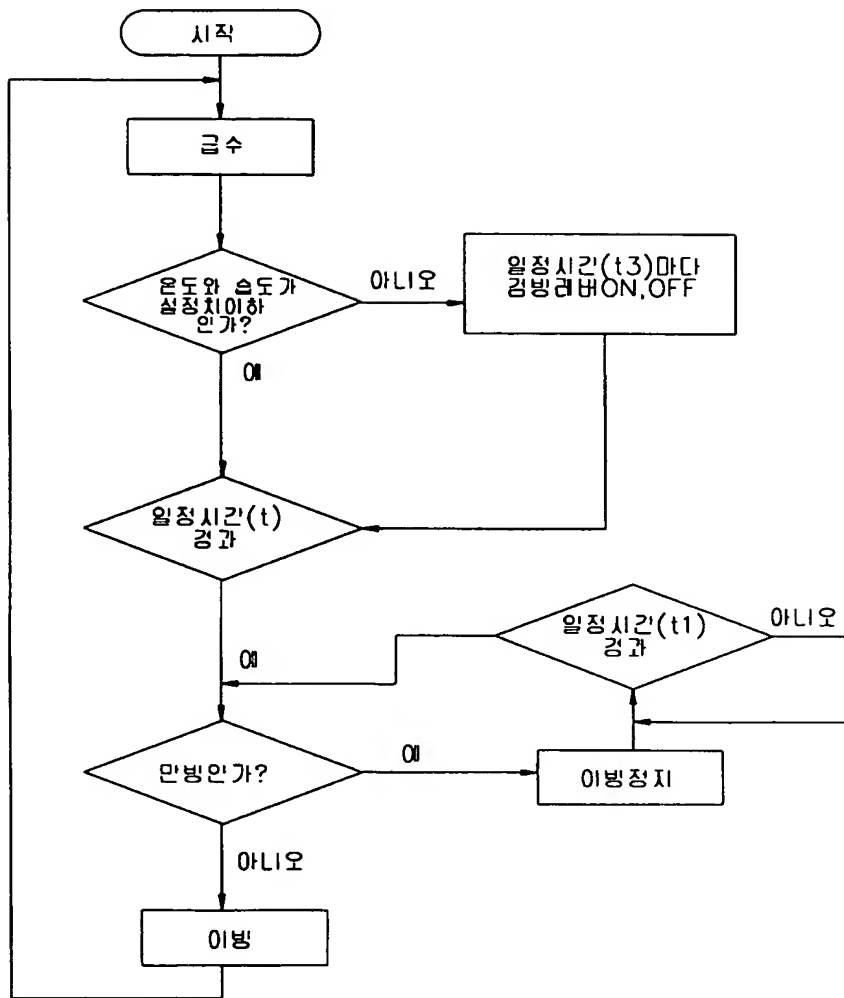 시작
급수
온도와 습도가
설정치이하
인가?
아니오
일정시간(t3)마다
검빙레버ON,OFF
예
일정시간(t)
경과
일정시간(t1)
경과
아니오
예
만빙인가?
예
이빙정지
아니오
이빙